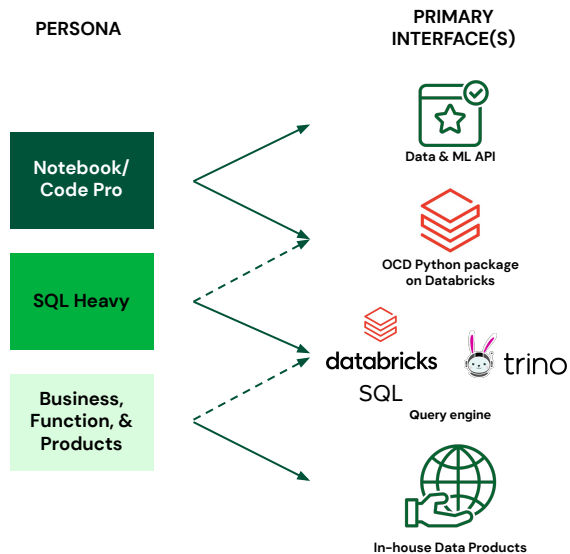 PERSONA
PRIMARY
INTERFACE(S)
Notebook/
Code Pro
SQL Heavy
Business,
Function, &
Products
Data & ML API
OCD Python package
on Databricks
databricks
SQL
trino
Query engine
In-house Data Products